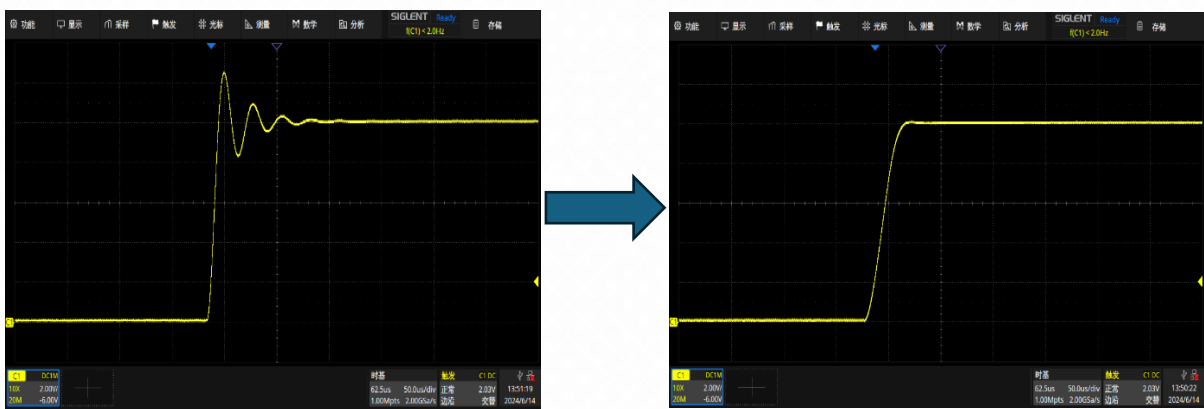 功能 显示 采样 触发 光标 测量 数学 分析 SIGLENT Ready 存储
f(C1) < 2.0Hz
C1
C1 DC1M
10X 2.00V/
20M -6.00V
时基
62.5us 50.0us/div
1.00Mpts 2.00GSa/s
触发 C1 DC
正常 2.03V
边沿 交替
13:51:19
2024/6/14
功能 显示 采样 触发 光标 测量 数学 分析 SIGLENT Ready 存储
f(C1) < 2.0Hz
C1
C1 DC1M
10X 2.00V/
20M -6.00V
时基
62.5us 50.0us/div
1.00Mpts 2.00GSa/s
触发 C1 DC
正常 2.03V
边沿 交替
13:50:22
2024/6/14